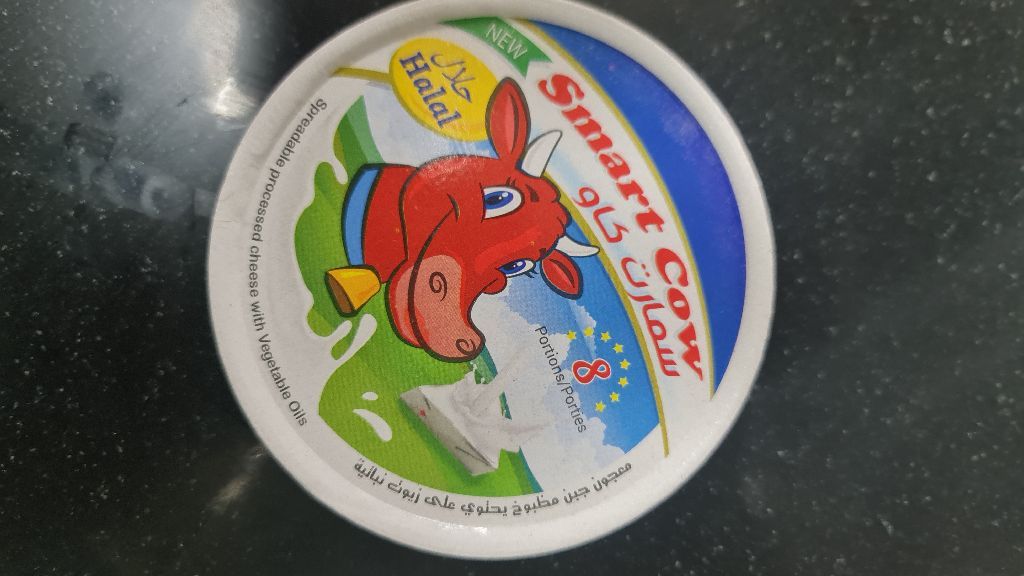 NEW
حلال
Halal
Smart Cow
سمارت كاو
8
Portions/Porties
Spreadable processed cheese with Vegetable Oils
معجون جبن مطبوخ يحتوي على زيوت نباتية